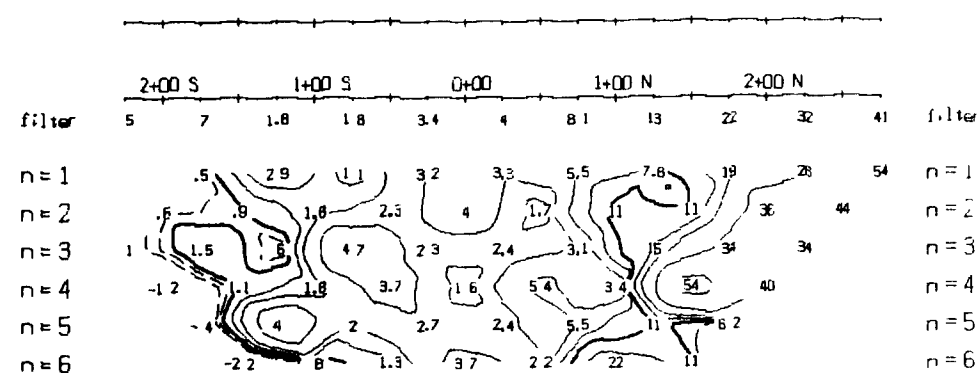 2+00 S 1+00 S 0+00 1+00 N 2+00 N
filter 5 7 1.8 1 8 3.4 4 8 1 13 22 32 41 filter
n = 1 .5 2 9 1 1 3 2 3,3 5,5 7.8 19 28 54 n = 1
n = 2 .6 .9 1.8 2.3 4 11 11 36 44 n = 2
n = 3 1 1.5 4 7 2 3 2,4 3,1 15 34 34 n = 3
n = 4 -1 2 1.1 1.8 3.7 1 6 5 4 3 4 54 40 n = 4
n = 5 -4 4 2 2.7 2,4 5,5 11 6 2 n = 5
n = 6 -2 2 8 1.3 3 7 2 2 22 11 n = 6